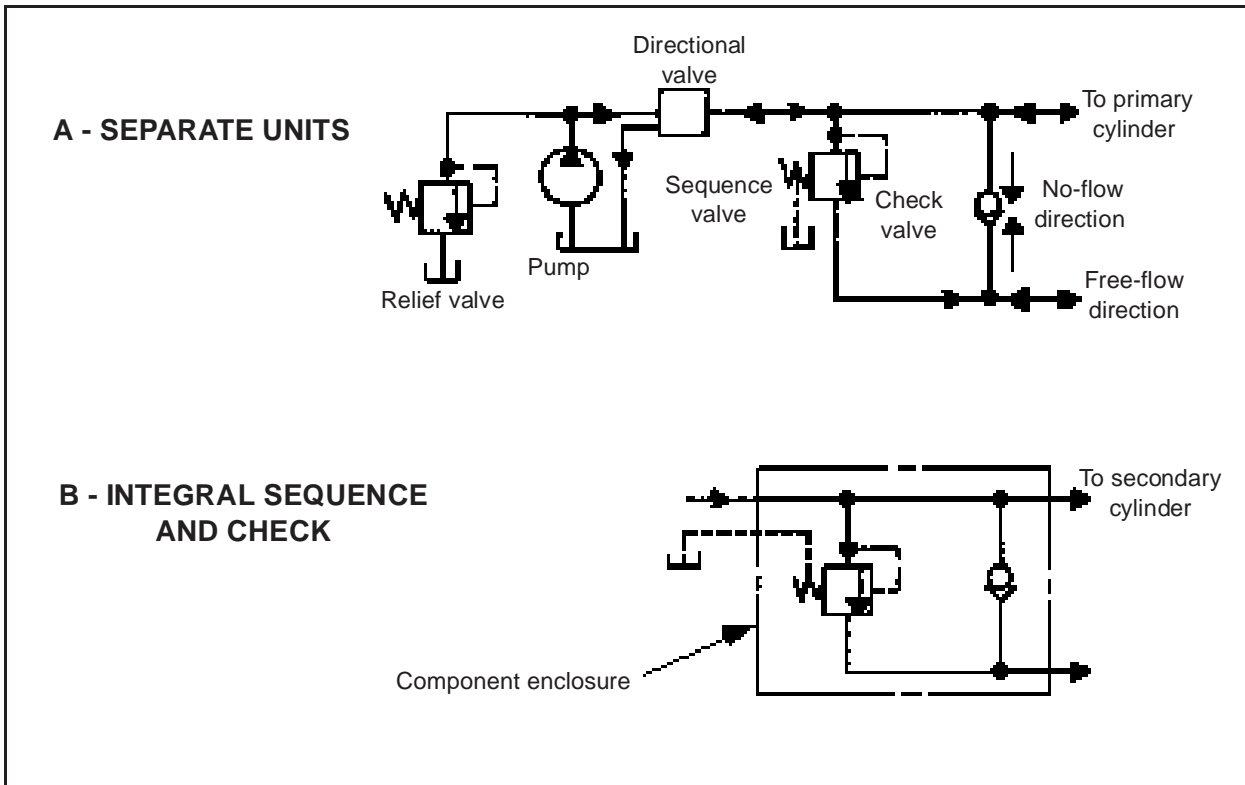 Directional
valve
A - SEPARATE UNITS
To primary
cylinder
Sequence
valve
Check
valve
No-flow
direction
Pump
Relief valve
Free-flow
direction
B - INTEGRAL SEQUENCE
AND CHECK
To secondary
cylinder
Component enclosure